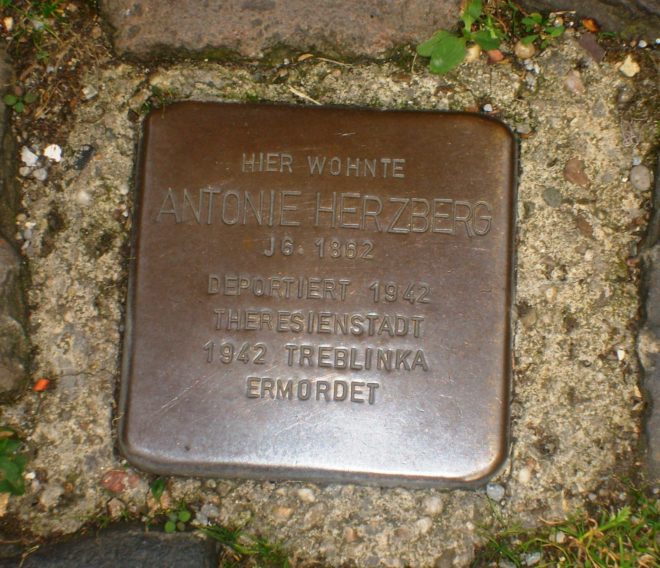 HIER WOHNTE
ANTONIE HERZBERG
JG. 1862
DEPORTIERT 1942
THERESIENSTADT
1942 TREBLINKA
ERMORDET